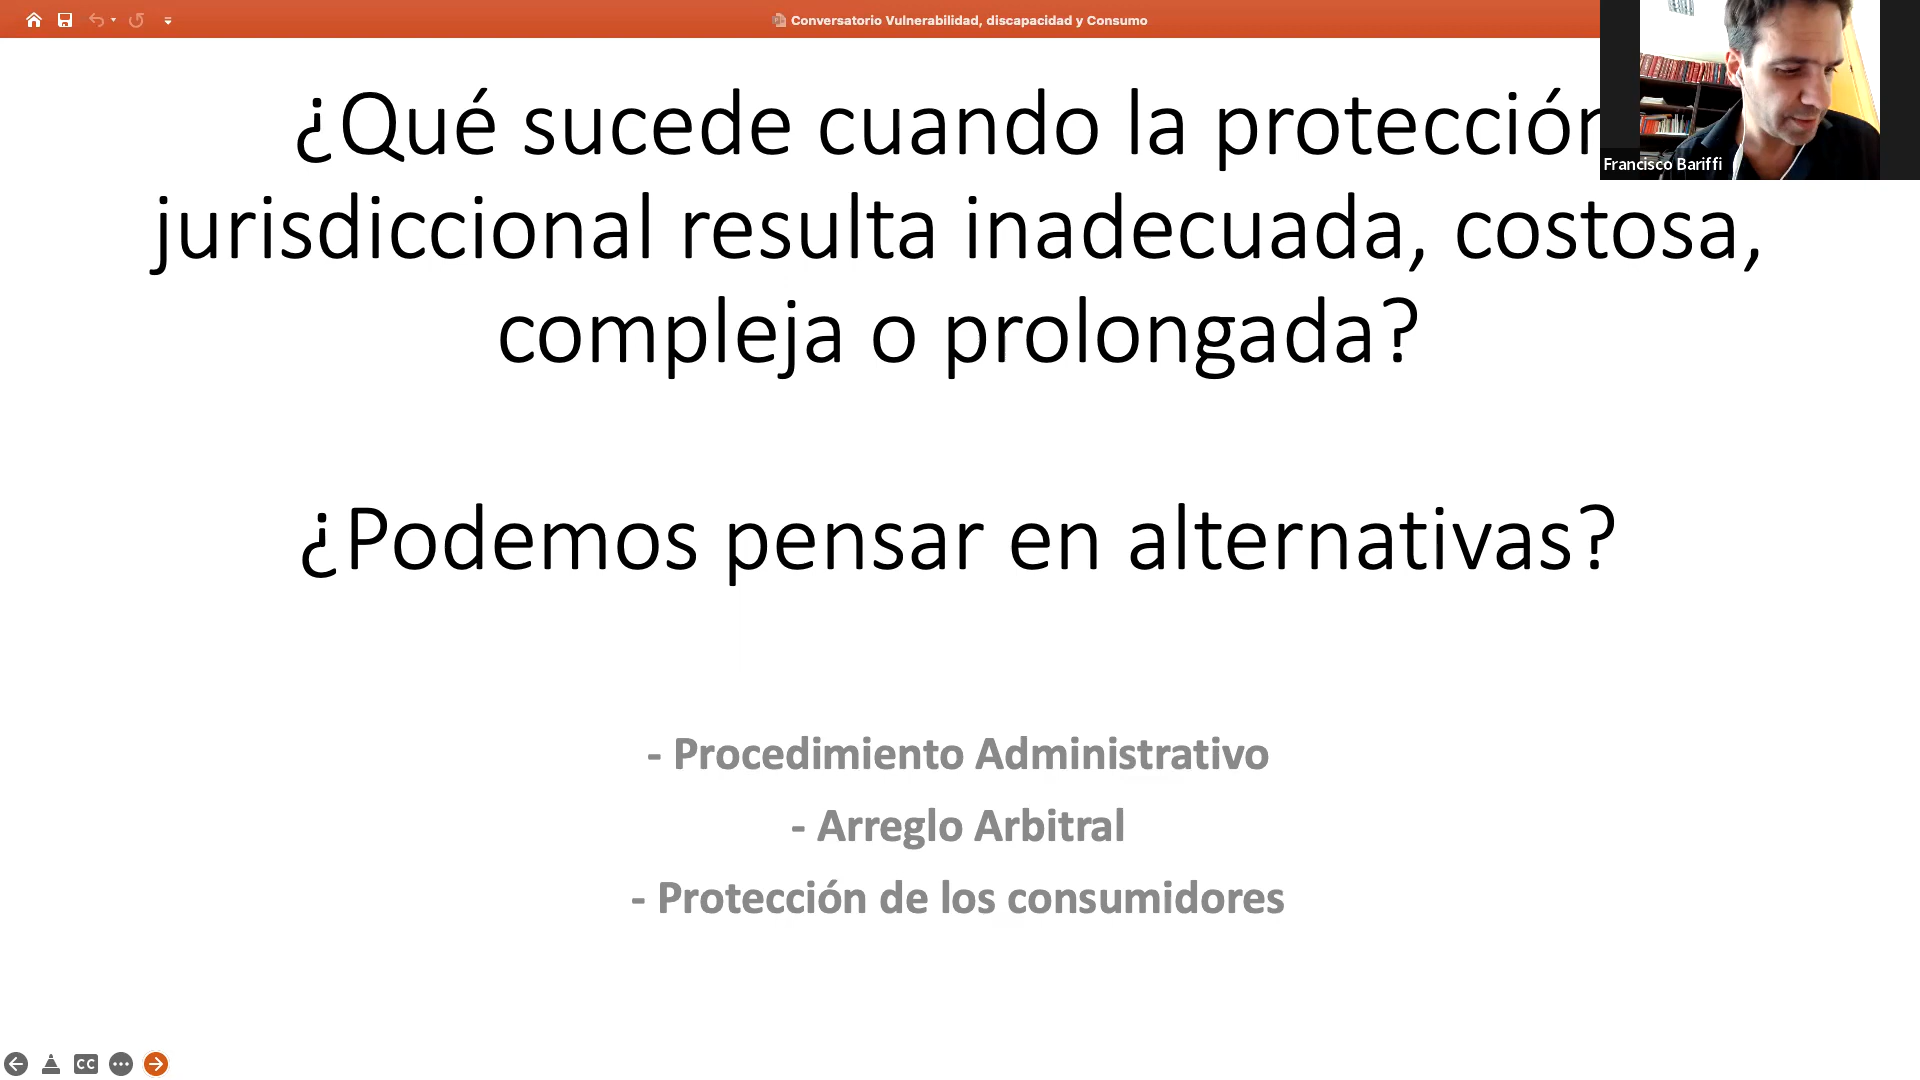 Conversatorio Vulnerabilidad, discapacidad y Consumo
¿Qué sucede cuando la protección
jurisdiccional resulta inadecuada, costosa,
compleja o prolongada?
¿Podemos pensar en alternativas?
Francisco Bariffi
- Procedimiento Administrativo
- Arreglo Arbitral
- Protección de los consumidores
CC